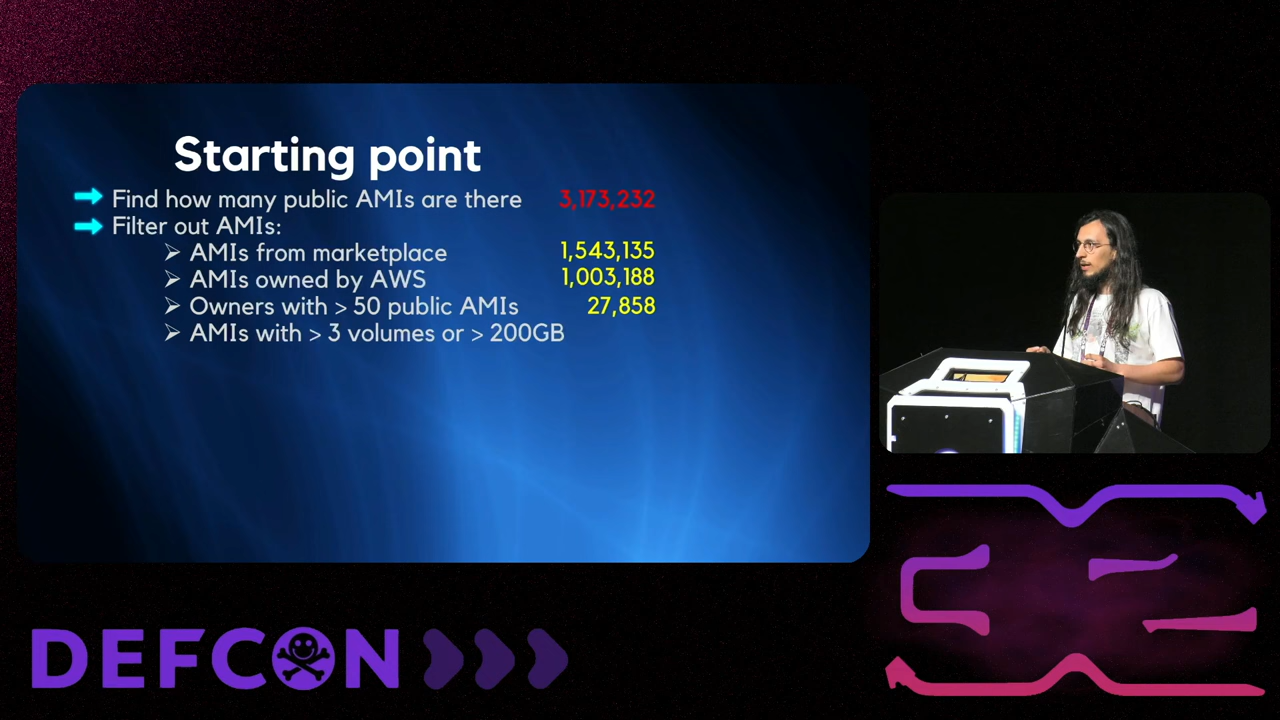 Starting point
Find how many public AMIs are there 3,173,232
Filter out AMIs:
AMIs from marketplace 1,543,135
AMIs owned by AWS 1,003,188
Owners with > 50 public AMIs 27,858
AMIs with > 3 volumes or > 200GB
DEFCON